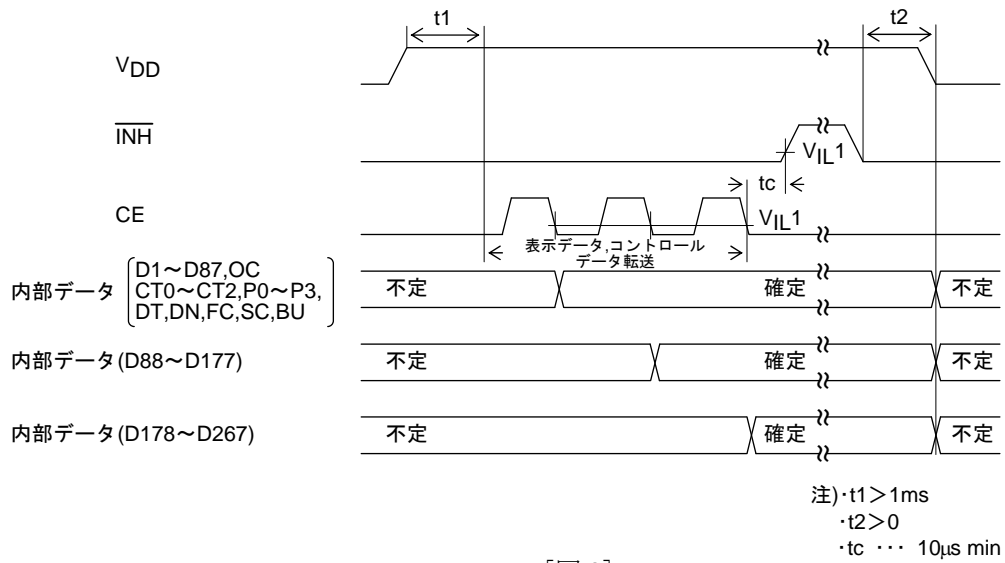 t1
t2
VDD
INH
VIL1
tc
CE
VIL1
表示データ,コントロール
データ転送
内部データ
D1～D87,OC
CT0～CT2,P0～P3,
DT,DN,FC,SC,BU
不定
確定
不定
内部データ(D88～D177)
不定
確定
不定
内部データ(D178～D267)
不定
確定
不定
注)･t1＞1ms
･t2＞0
･tc ･･･ 10μs min